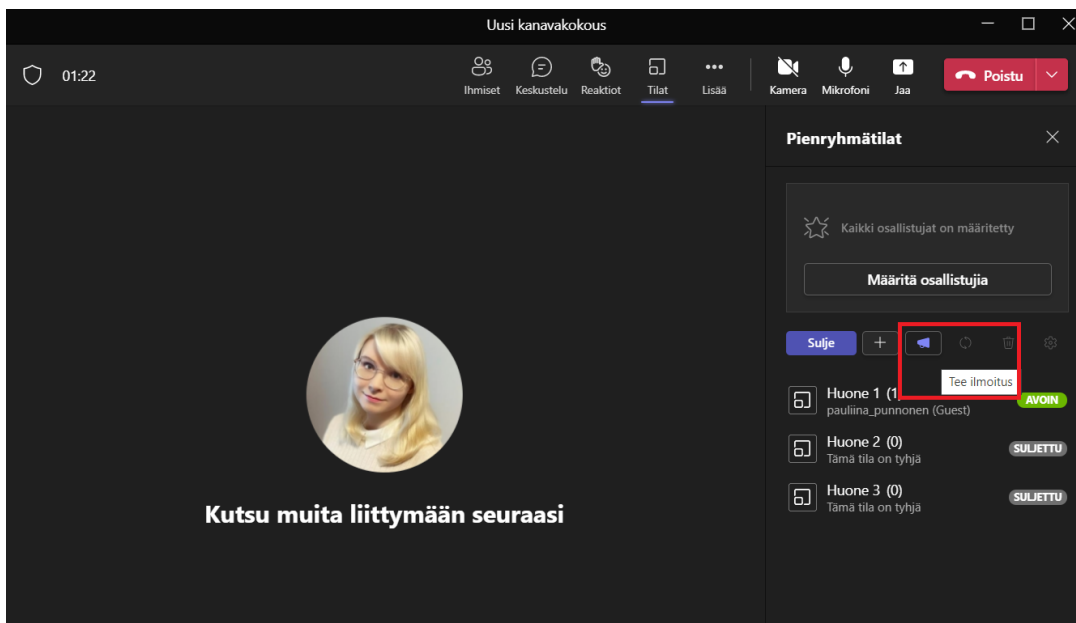 Uusi kanavakokous
01:22
Ihmiset Keskustelu Reaktiot Tilat Lisää Kamera Mikrofoni Jaa Poistu
Pienryhmätilat
Kaikki osallistujat on määritetty
Määritä osallistujia
Sulje
Tee ilmoitus
Huone 1 (1
pauliina_punnonen (Guest)
AVOIN
Huone 2 (0)
Tämä tila on tyhjä
SULJETTU
Huone 3 (0)
Tämä tila on tyhjä
SULJETTU
Kutsu muita liittymään seuraasi